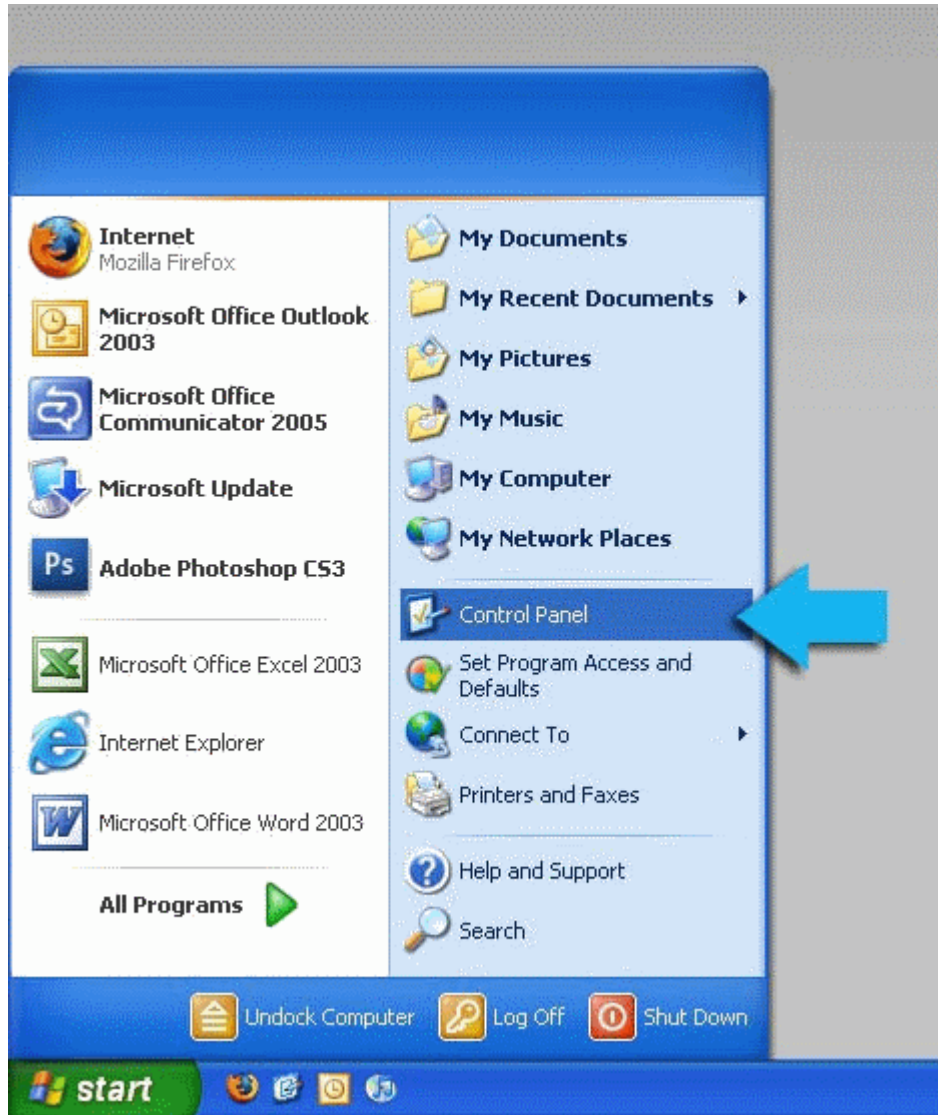 Internet
Mozilla Firefox
Microsoft Office Outlook
2003
Microsoft Office
Communicator 2005
Microsoft Update
Ps
Adobe Photoshop CS3
Microsoft Office Excel 2003
Internet Explorer
Microsoft Office Word 2003
All Programs
My Documents
My Recent Documents
My Pictures
My Music
My Computer
My Network Places
Control Panel
Set Program Access and
Defaults
Connect To
Printers and Faxes
Help and Support
Search
Undock Computer
Log Off
Shut Down
start